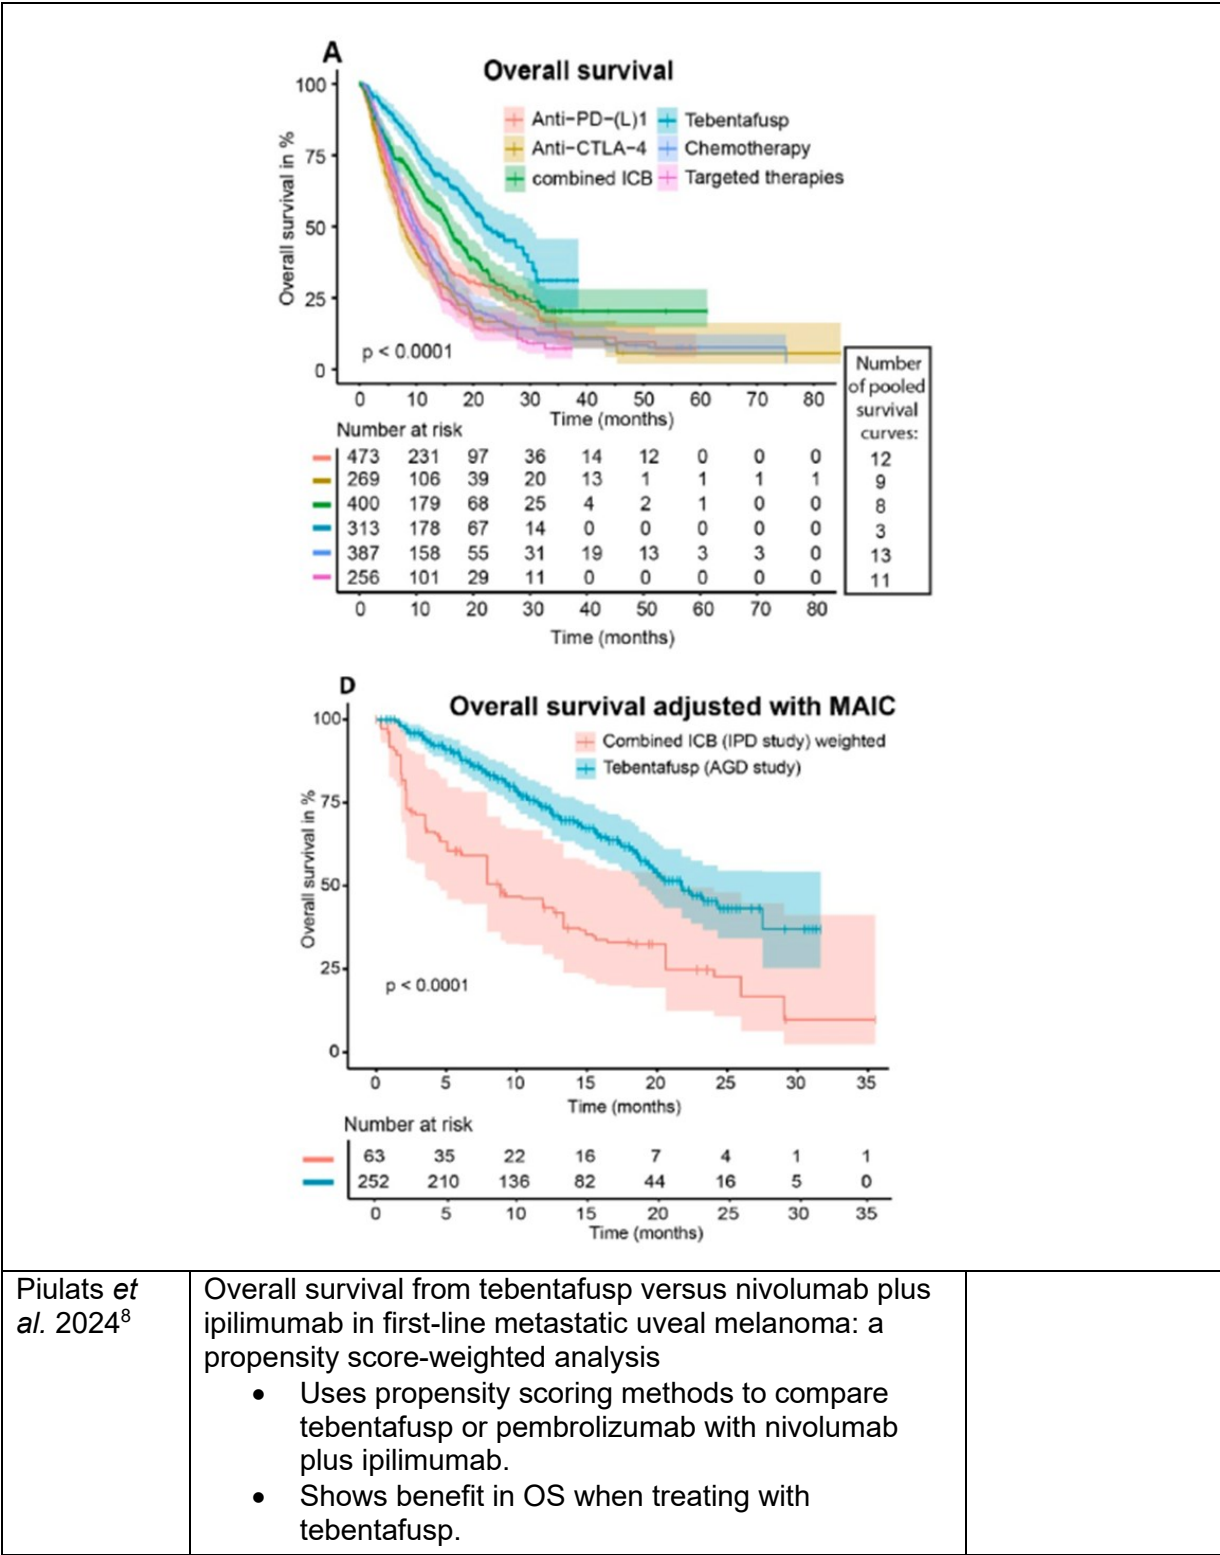 A
Overall survival
Anti-PD-(L)1 Tebentafusp
Anti-CTLA-4 Chemotherapy
combined ICB Targeted therapies
Overall survival in %
100
75
50
25
0
p < 0.0001
0 10 20 30 40 50 60 70 80
Time (months)
Number at risk
Number
of pooled
survival
curves:
473 231 97 36 14 12 0 0 0 12
269 106 39 20 13 1 1 1 1 9
400 179 68 25 4 2 1 0 0 8
313 178 67 14 0 0 0 0 0 3
387 158 55 31 19 13 3 3 0 13
256 101 29 11 0 0 0 0 0 11
0 10 20 30 40 50 60 70 80
Time (months)
D
Overall survival adjusted with MAIC
Combined ICB (IPD study) weighted
Tebentafusp (AGD study)
Overall survival in %
100
75
50
25
0
p < 0.0001
0 5 10 15 20 25 30 35
Time (months)
Number at risk
63 35 22 16 7 4 1 1
252 210 136 82 44 16 5 0
0 5 10 15 20 25 30 35
Time (months)
Piulats et
al. 2024⁸
Overall survival from tebentafusp versus nivolumab plus
ipilimumab in first-line metastatic uveal melanoma: a
propensity score-weighted analysis
• Uses propensity scoring methods to compare
tebentafusp or pembrolizumab with nivolumab
plus ipilimumab.
• Shows benefit in OS when treating with
tebentafusp.